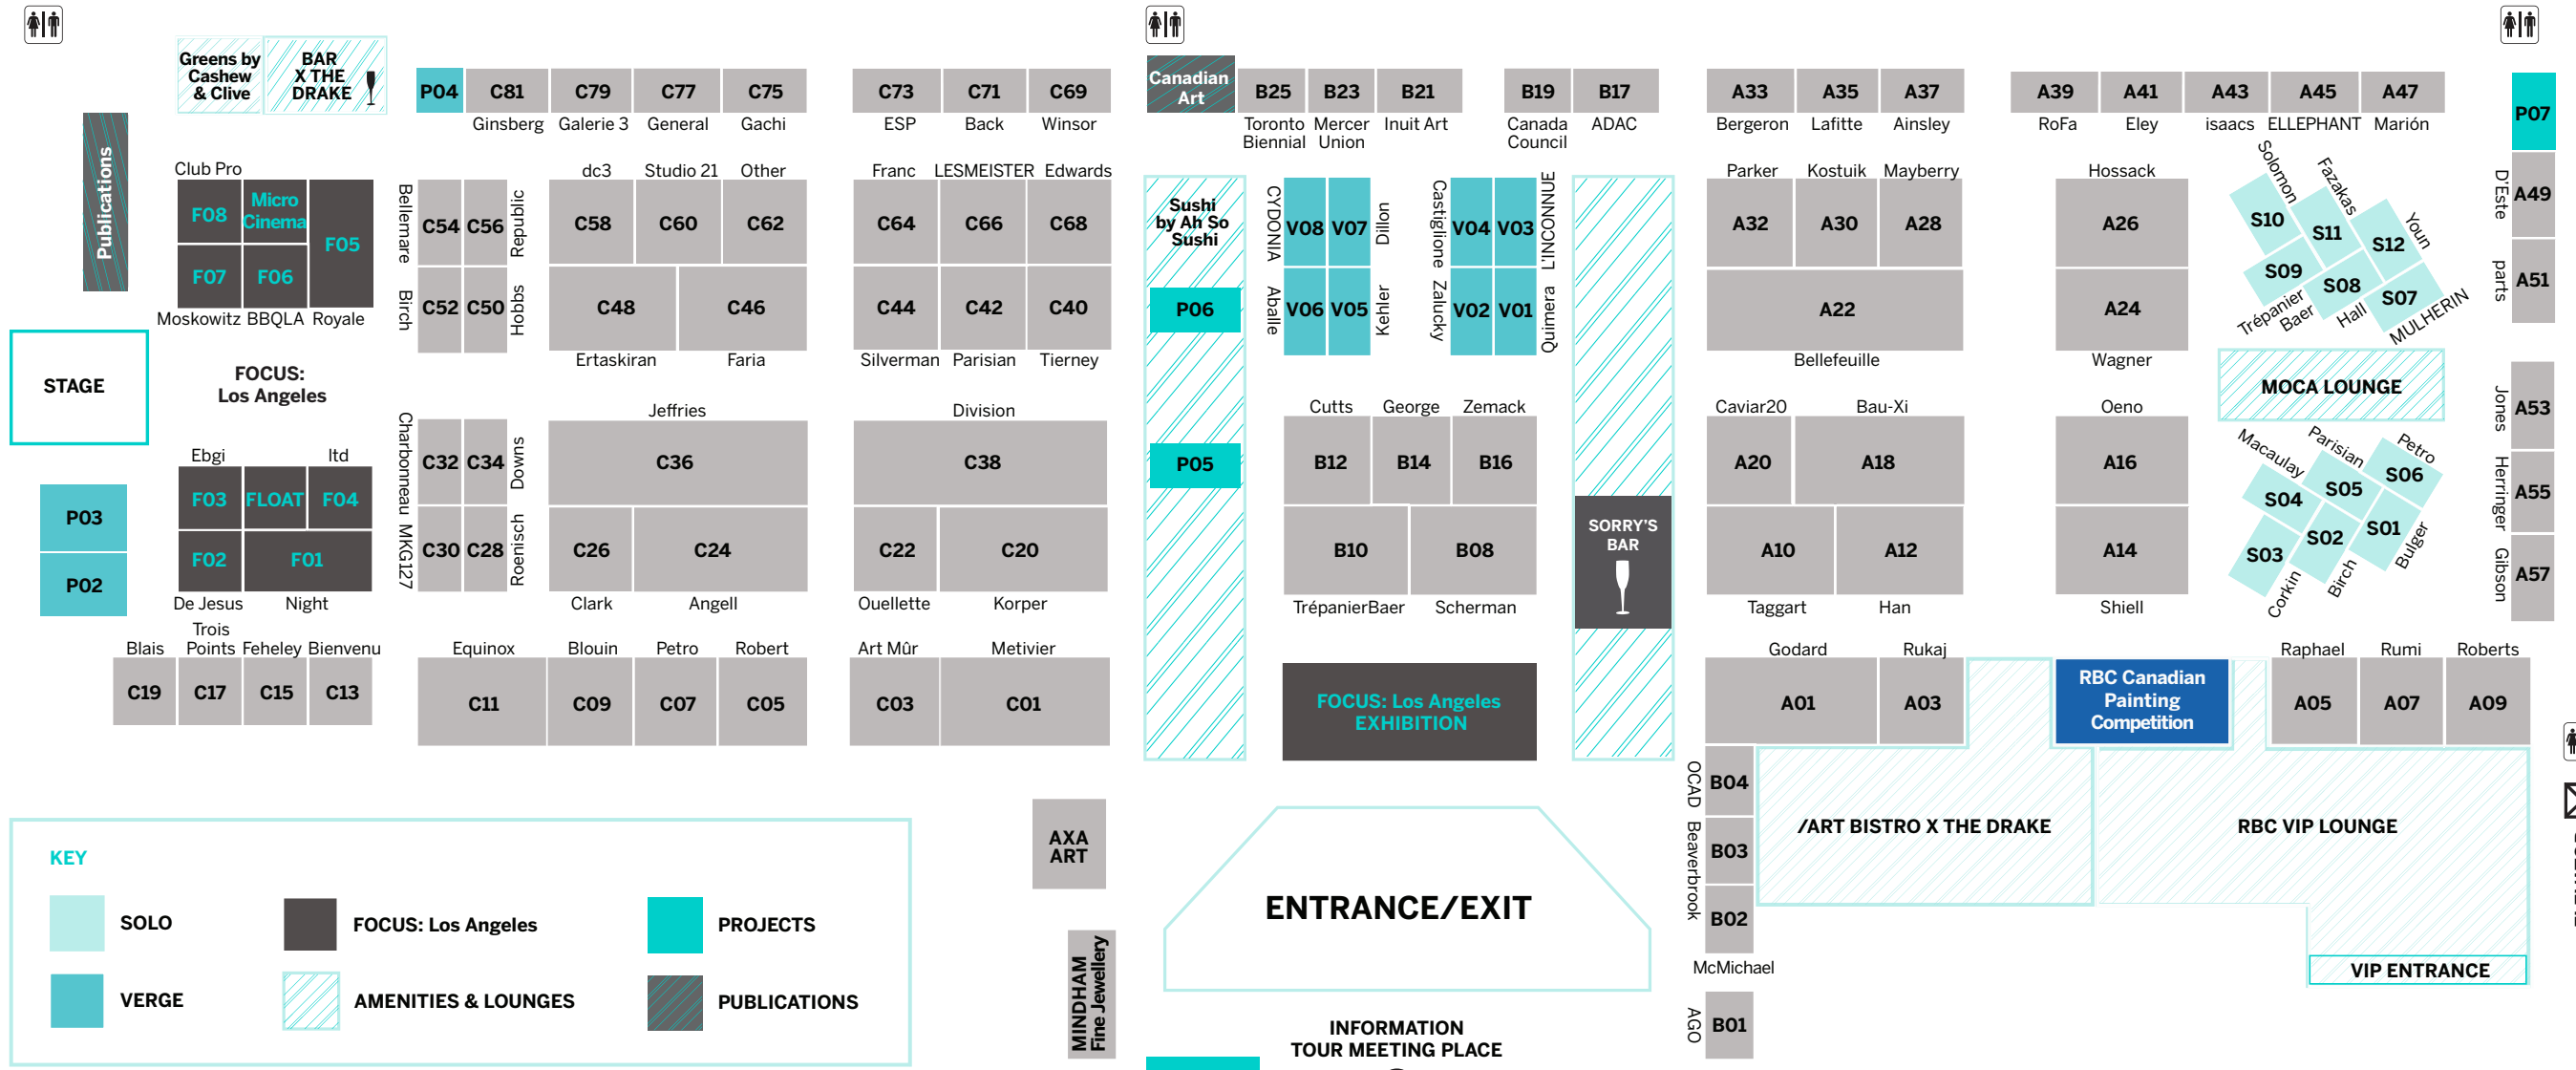 Greens by
Cashew
& Clive
BAR
X THE
DRAKE
P04
C81
C79
C77
C75
Ginsberg
Galerie 3
General
Gachi
C73
C71
C69
ESP
Back
Winsor
Canadian
Art
B25
B23
B21
Toronto
Biennial
Mercer
Union
Inuit Art
B19
B17
Canada
Council
ADAC
A33
A35
A37
Bergeron
Lafitte
Ainsley
A39
A41
A43
A45
A47
RoFa
Eley
isaacs
ELLEPHANT
Marión
P07
Publications
Club Pro
F08
Micro
Cinema
F05
F07
F06
Moskowitz
BBQLA
Royale
Bellemare
C54
C56
Republic
Birch
C52
C50
Hobbs
dc3
Studio 21
Other
C58
C60
C62
C48
C46
Ertaskiran
Faria
Franc
LESMEISTER
Edwards
C64
C66
C68
C44
C42
C40
Silverman
Parisian
Tierney
Sushi
by Ah So
Sushi
P06
P05
CYDONIA
V08
V07
Dillon
Aballe
V06
V05
Kehler
Castiglione
V04
V03
L'INCONNUE
Zalucky
V02
V01
Quimera
Parker
Kostuik
Mayberry
A32
A30
A28
A22
Bellefeuille
Hossack
A26
A24
Wagner
Solomon
Fazakas
Youn
S10
S11
S12
S09
S08
S07
Trépanier
Baer
Hall
MULHERIN
D'Este
A49
parts
A51
STAGE
FOCUS:
Los Angeles
MOCA LOUNGE
Ebgi
ltd
F03
FLOAT
F04
F02
F01
De Jesus
Night
P03
P02
Charbonneau
C32
C34
Downs
MKG127
C30
C28
Roenisch
Jeffries
C36
C26
C24
Clark
Angell
Division
C38
C22
C20
Ouellette
Korper
Cutts
George
Zemack
B12
B14
B16
B10
B08
TrépanierBaer
Scherman
SORRY'S
BAR
Caviar20
Bau-Xi
A20
A18
A10
A12
Taggart
Han
Oeno
A16
A14
Shiell
Macaulay
Parisian
Petro
S04
S05
S06
S03
S02
S01
Corkin
Birch
Bulger
Jones
A53
Herringer
A55
Gibson
A57
Blais
Trois
Points
Feheley
Bienvenu
C19
C17
C15
C13
Equinox
Blouin
Petro
Robert
C11
C09
C07
C05
Art Mûr
Metivier
C03
C01
FOCUS: Los Angeles
EXHIBITION
Godard
Rukaj
A01
A03
RBC Canadian
Painting
Competition
Raphael
Rumi
Roberts
A05
A07
A09
OCAD
B04
Beaverbrook
B03
B02
McMichael
AGO
B01
/ART BISTRO X THE DRAKE
RBC VIP LOUNGE
VIP ENTRANCE
AXA
ART
MINDHAM
Fine Jewellery
ENTRANCE/EXIT
INFORMATION
TOUR MEETING PLACE
KEY
SOLO
FOCUS: Los Angeles
PROJECTS
VERGE
AMENITIES & LOUNGES
PUBLICATIONS